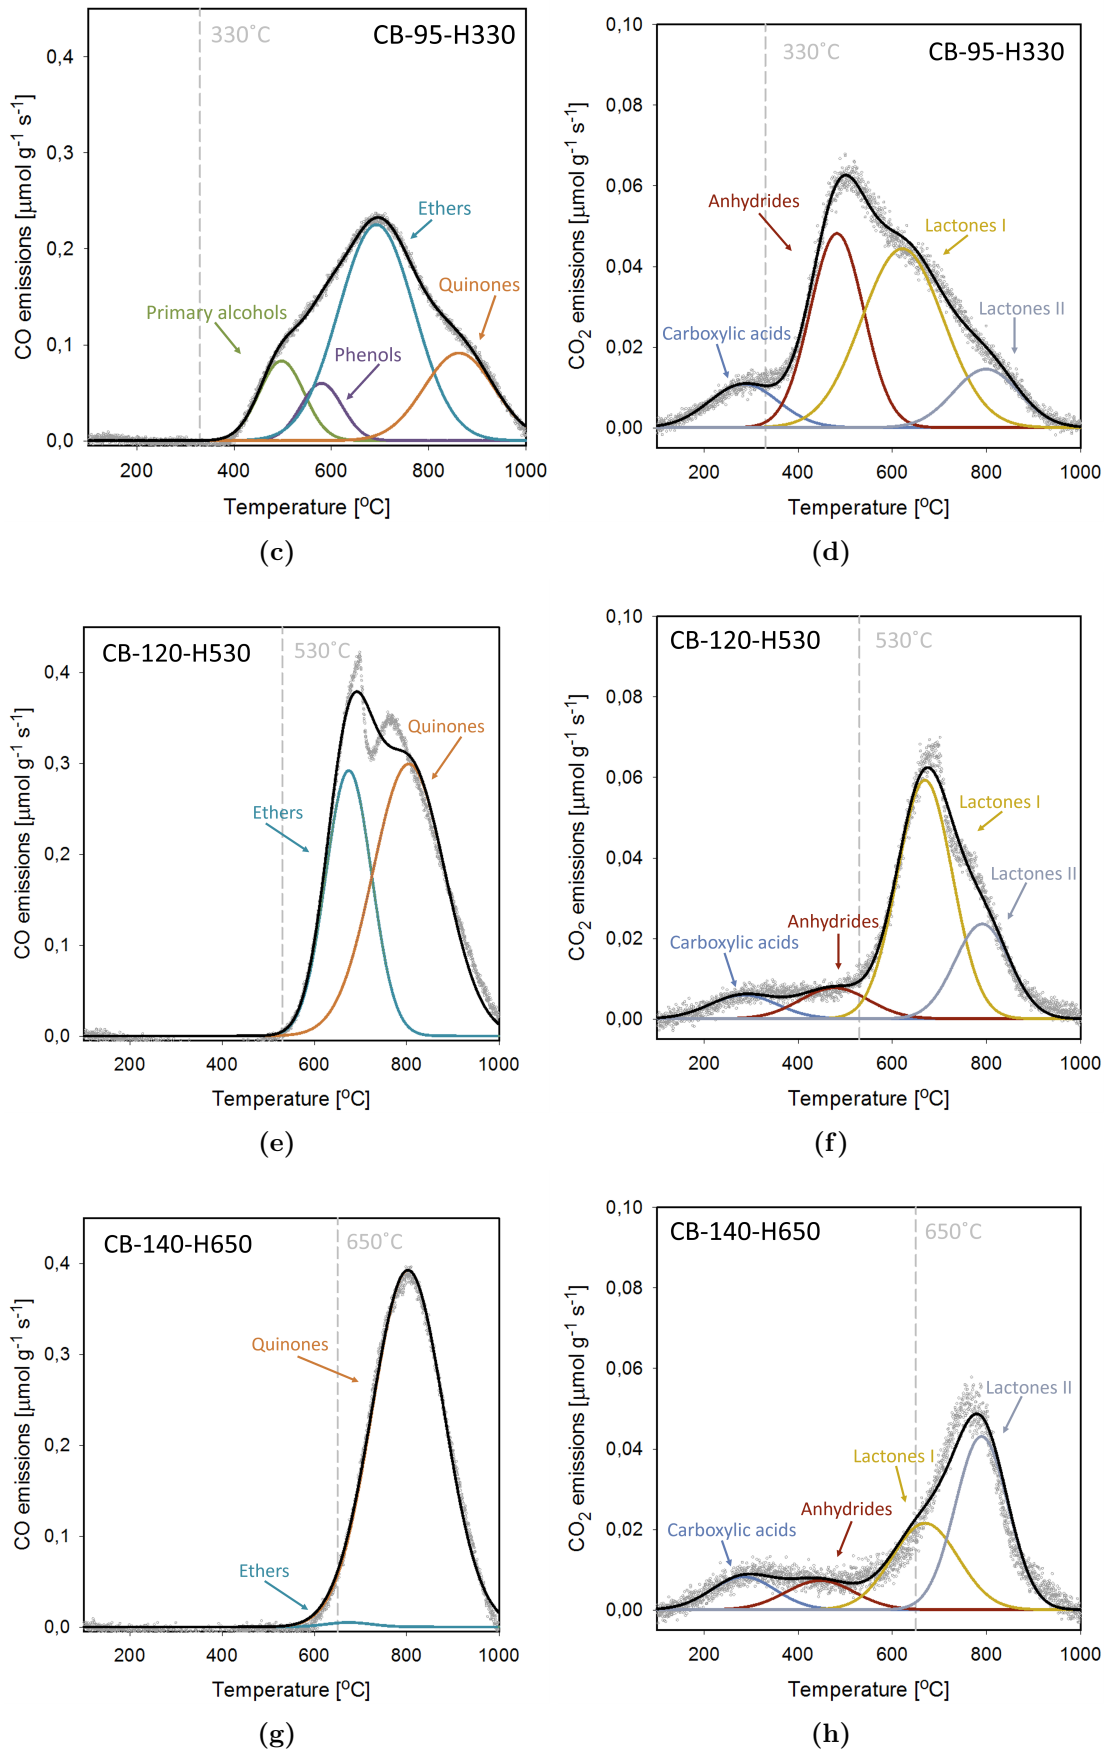 330°C
CB-95-H330
0,4
0,3
0,2
0,1
0,0
CO emissions [µmol g⁻¹ s⁻¹]
Ethers
Quinones
Primary alcohols
Phenols
200 400 600 800 1000
Temperature [ᴼC]
(c)
0,10
0,08
0,06
0,04
0,02
0,00
CO₂ emissions [µmol g⁻¹ s⁻¹]
CB-95-H330
330°C
Anhydrides
Lactones I
Lactones II
Carboxylic acids
200 400 600 800 1000
Temperature [ᴼC]
(d)
CB-120-H530
530°C
0,4
0,3
0,2
0,1
0,0
CO emissions [µmol g⁻¹ s⁻¹]
Quinones
Ethers
200 400 600 800 1000
Temperature [ᴼC]
(e)
0,10
0,08
0,06
0,04
0,02
0,00
CO₂ emissions [µmol g⁻¹ s⁻¹]
CB-120-H530
530°C
Lactones I
Lactones II
Anhydrides
Carboxylic acids
200 400 600 800 1000
Temperature [ᴼC]
(f)
CB-140-H650
650°C
0,4
0,3
0,2
0,1
0,0
CO emissions [µmol g⁻¹ s⁻¹]
Quinones
Ethers
200 400 600 800 1000
Temperature [ᴼC]
(g)
0,10
0,08
0,06
0,04
0,02
0,00
CO₂ emissions [µmol g⁻¹ s⁻¹]
CB-140-H650
650°C
Lactones II
Lactones I
Anhydrides
Carboxylic acids
200 400 600 800 1000
Temperature [ᴼC]
(h)